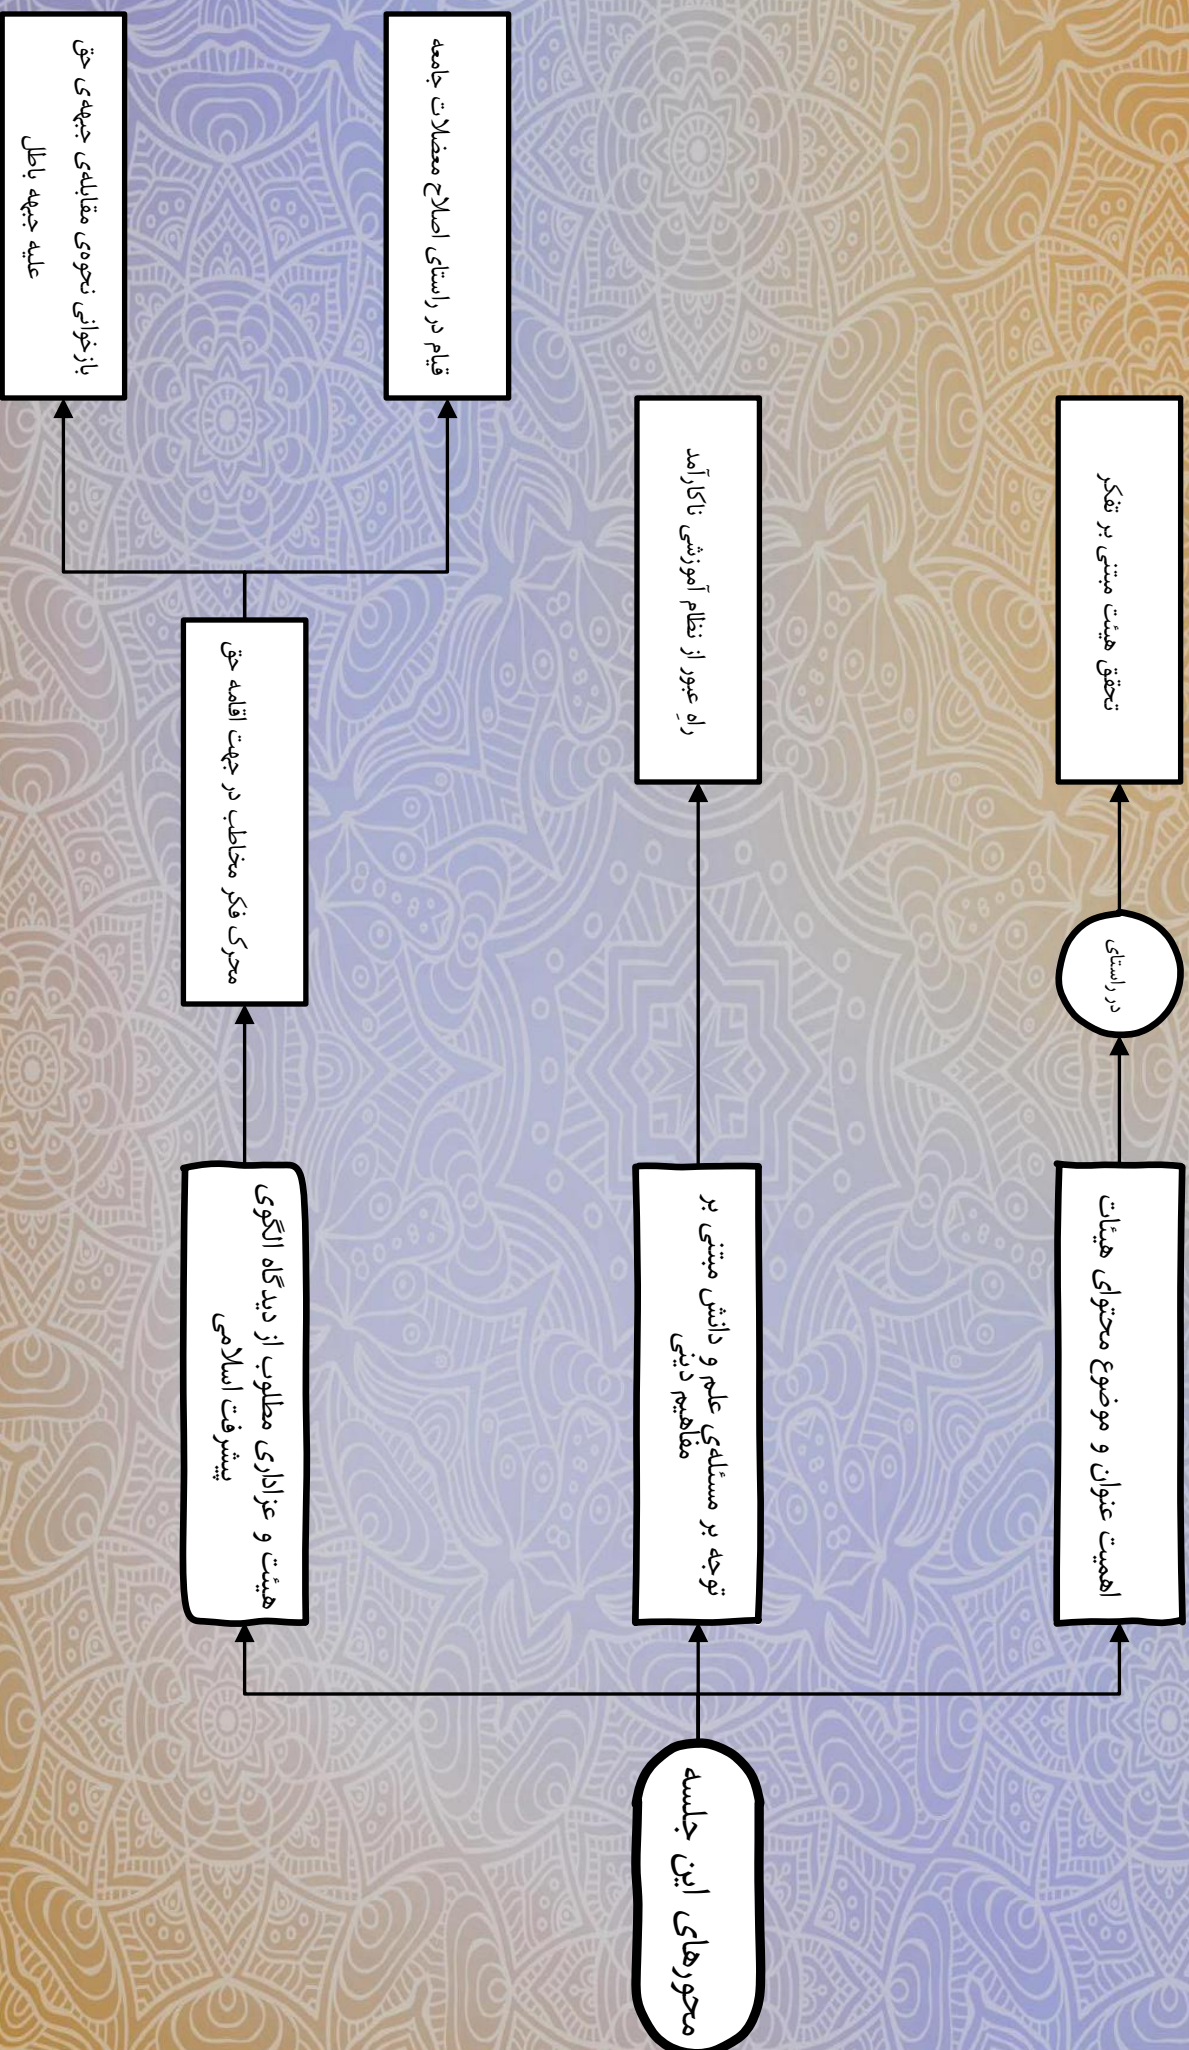 محورهای این جلسه
اهمیت عنوان و موضوع محتوای هیئات
در راستای
تحقق هیئت مبتنی بر تفکر
توجه بر مسئله‌ی علم و دانش مبتنی بر
مفاهیم دینی
راهِ عبور از نظام آموزشی ناکارآمد
هیئت و عزاداری مطلوب از دیدگاه الگوی
پیشرفت اسلامی
محرک فکر مخاطب در جهت اقامه حق
قیام در راستای اصلاح معضلات جامعه
بازخوانی نحوه‌ی مقابله‌ی جبهه‌ی حق
علیه جبهه باطل